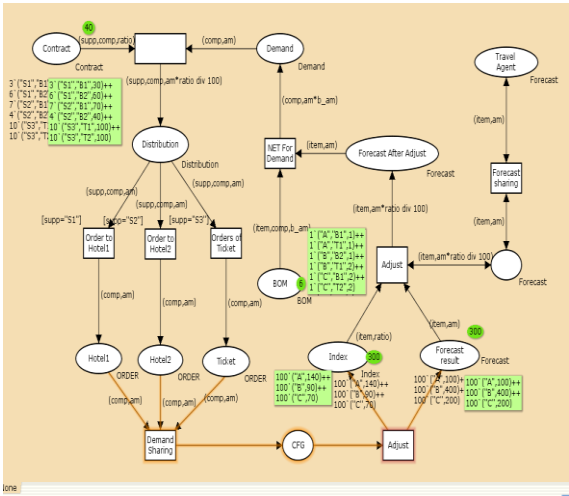 40
(supp,comp,ratio)
(comp,am)
Contract
Demand
Travel
Agent
Contract
Demand
Forecast
3`("S1","B1",30)++
6`("S1","B2",60)++
7`("S2","B1",70)++
4`("S2","B2",40)++
10`("S3","T1",100)++
10`("S3","T2",100)
(supp,comp,am*ratio div 100)
(comp,am*b_am)
(item,am)
Distribution
Distribution
NET For
Demand
(item,am)
Forecast After Adjust
Forecast
Forecast
sharing
(supp,comp,am)
(supp,comp,am)
(supp,comp,am)
(item,am*ratio div 100)
(item,am)
[supp="S1"]
[supp="S2"]
[supp="S3"]
(item,comp,b_am)
Order to
Hotel1
Order to
Hotel2
Orders of
Ticket
1`("A","B1",1)++
1`("A","T1",1)++
1`("B","B2",1)++
1`("B","T1",2)++
1`("C","B1",2)++
1`("C","T2",2)
Adjust
(item,am*ratio div 100)
Forecast
BOM
6
BOM
(comp,am)
(comp,am)
(comp,am)
(item,ratio)
(item,am)
300
Hotel1
Hotel2
Ticket
ORDER
ORDER
ORDER
Index
300
Index
Forecast
result
Forecast
100`("A",140)++
100`("B",90)++
100`("C",70)
100`("A",140)++
100`("B",90)++
100`("C",70)
100`("A",100)++
100`("B",400)++
100`("C",200)
100`("A",100)++
100`("B",400)++
100`("C",200)
(comp,am)
(comp,am)
(comp,am)
Demand
Sharing
CFG
Adjust